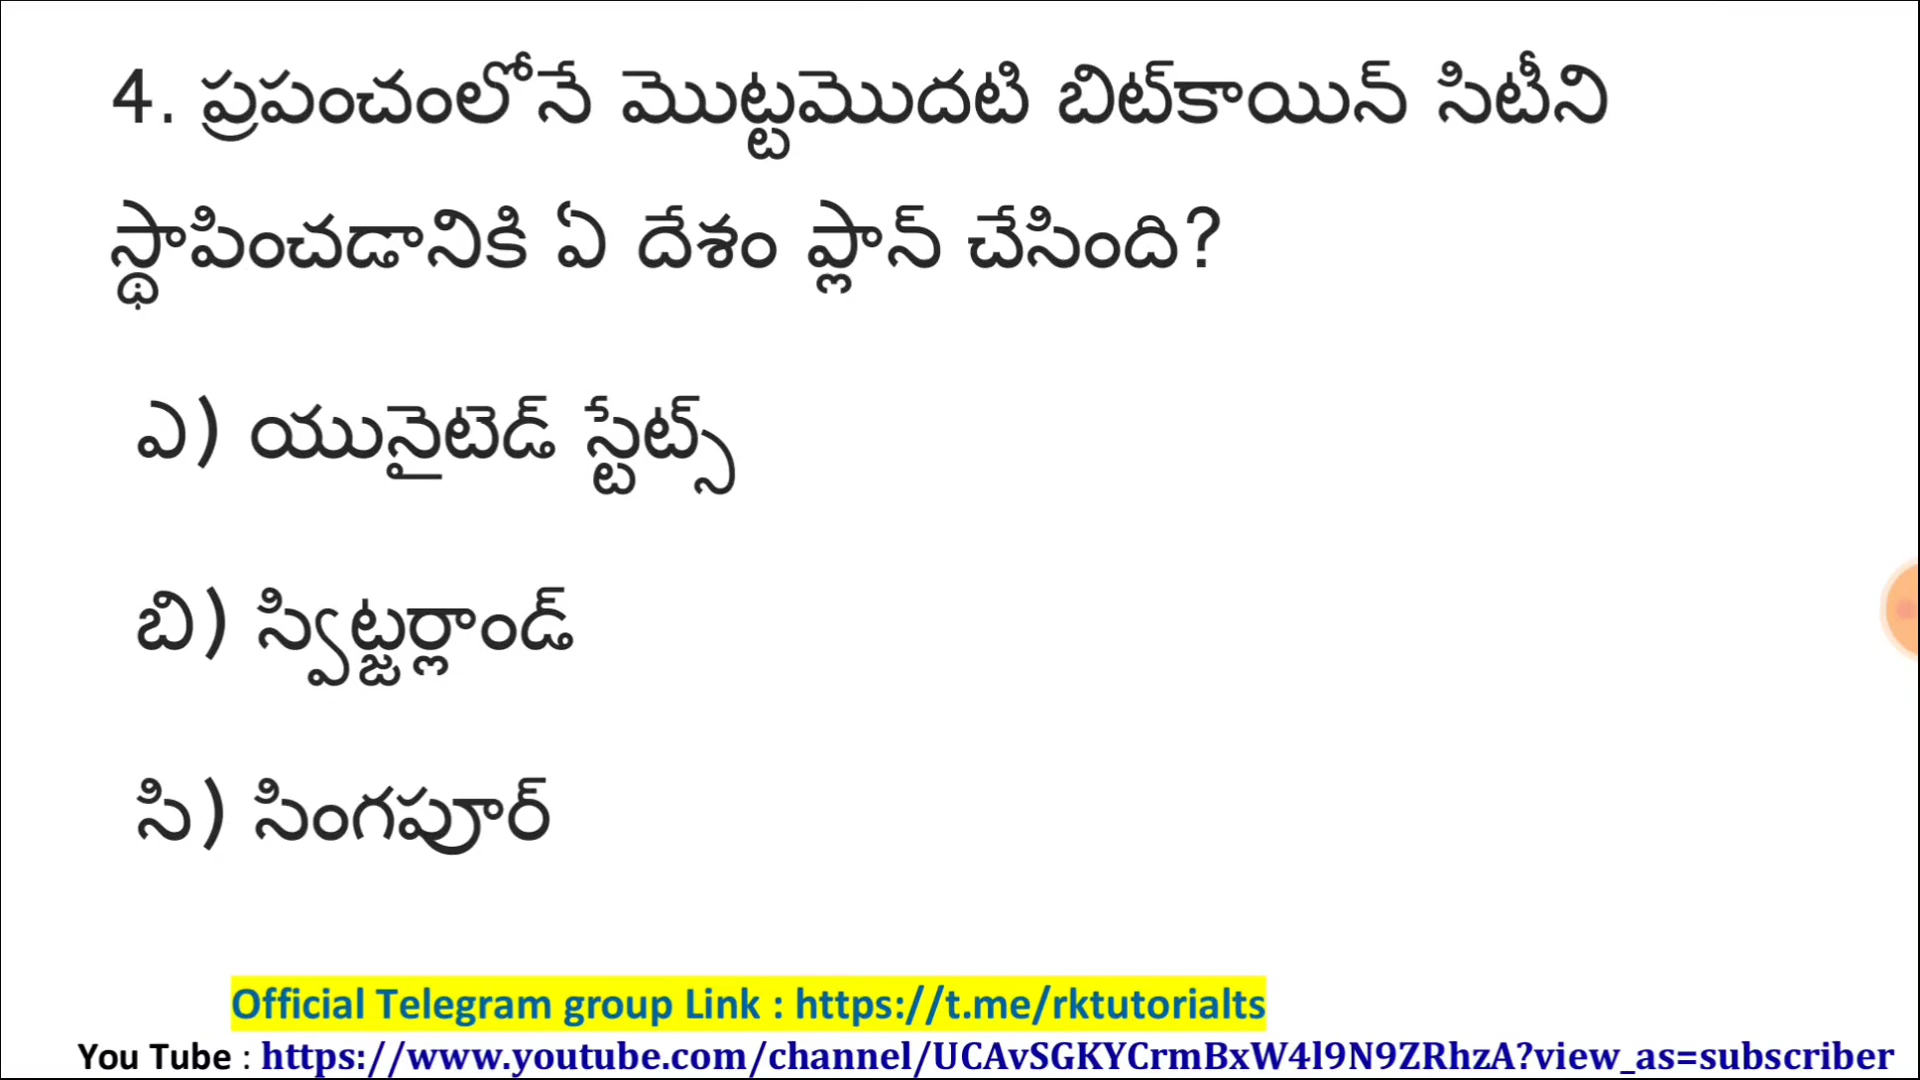 4. ప్రపంచంలోనే మొట్టమొదటి బిట్‌కాయిన్ సిటీని
స్థాపించడానికి ఏ దేశం ప్లాన్ చేసింది?
ఎ) యునైటెడ్ స్టేట్స్
బి) స్విట్జర్లాండ్
సి) సింగపూర్
Official Telegram group Link : https://t.me/rktutorialts
You Tube : https://www.youtube.com/channel/UCAvSGKYCrmBxW4l9N9ZRhzA?view_as=subscriber